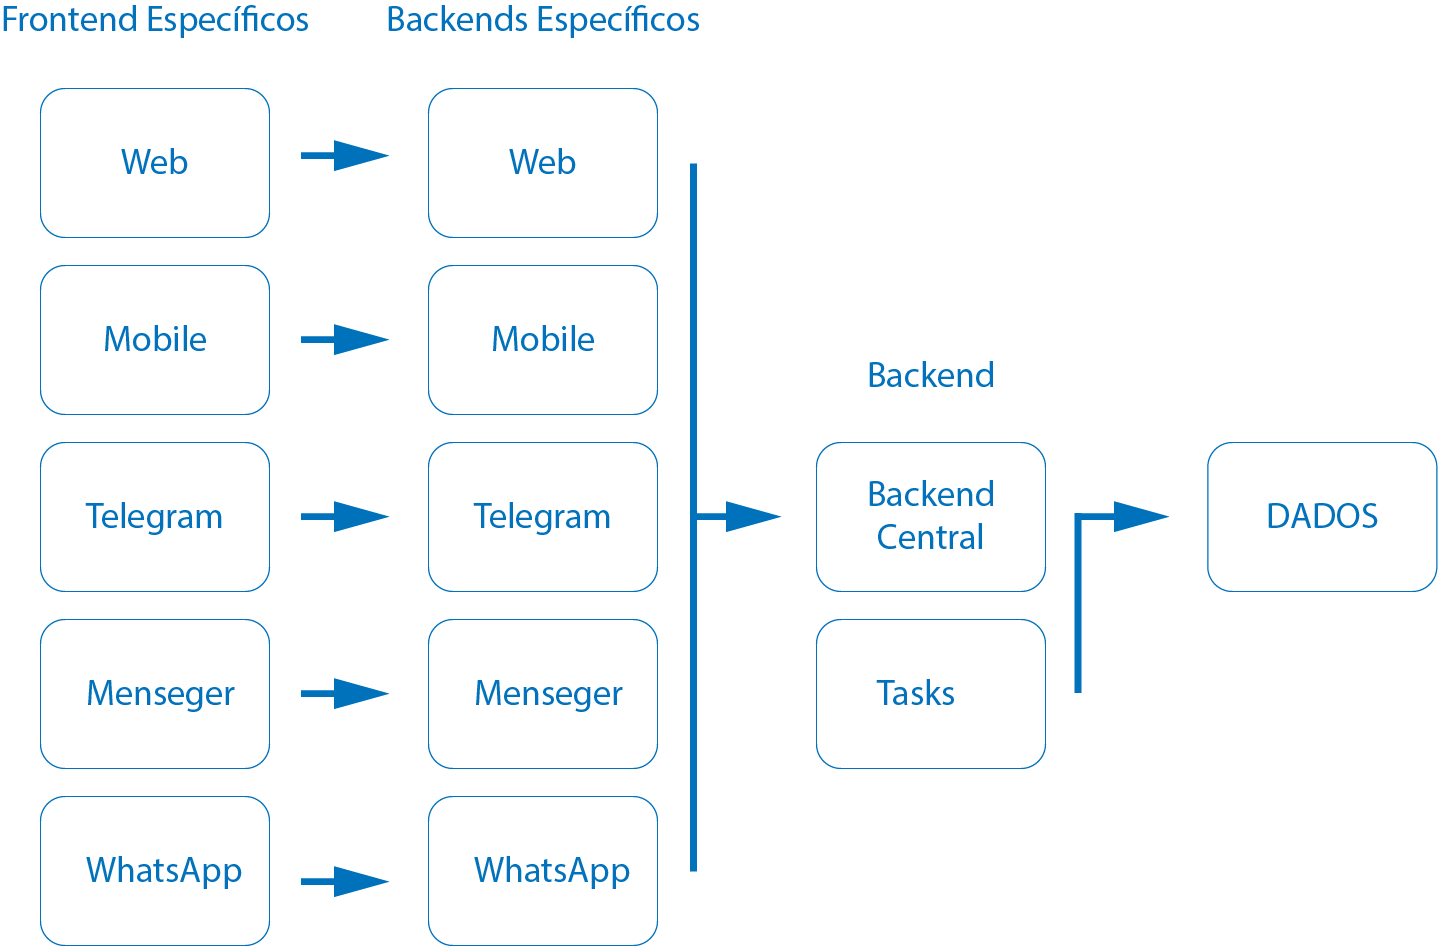 Frontend Específicos
Backends Específicos
Web
Web
Mobile
Mobile
Backend
Telegram
Telegram
Backend
Central
DADOS
Menseger
Menseger
Tasks
WhatsApp
WhatsApp